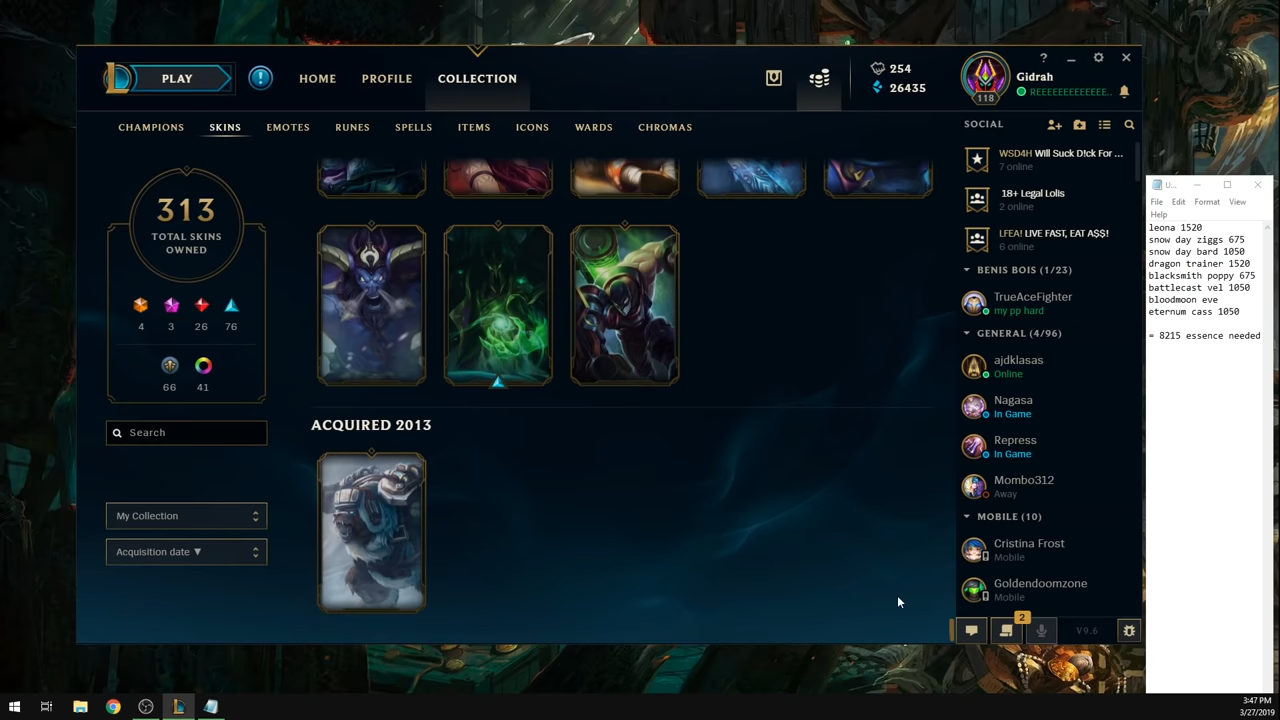 PLAY
HOME
PROFILE
COLLECTION
254
26435
118
Gidrah
REEEEEEEEEEEEE..
CHAMPIONS
SKINS
EMOTES
RUNES
SPELLS
ITEMS
ICONS
WARDS
CHROMAS
313
TOTAL SKINS
OWNED
4
3
26
76
66
41
Search
My Collection
Acquisition date ▼
ACQUIRED 2013
SOCIAL
WSD4H Will Suck D!ck For ...
7 online
18+ Legal Lolis
2 online
LFEA! LIVE FAST, EAT A$$!
6 online
BENIS BOIS (1/23)
TrueAceFighter
my pp hard
GENERAL (4/96)
ajdklasas
Online
Nagasa
In Game
Repress
In Game
Mombo312
Away
MOBILE (10)
Cristina Frost
Mobile
Goldendoomzone
Mobile
2
V9.6
U...
File Edit Format View
Help
leona 1520
snow day ziggs 675
snow day bard 1050
dragon trainer 1520
blacksmith poppy 675
battlecast vel 1050
bloodmoon eve
eternum cass 1050
= 8215 essence needed
3:47 PM
3/27/2019